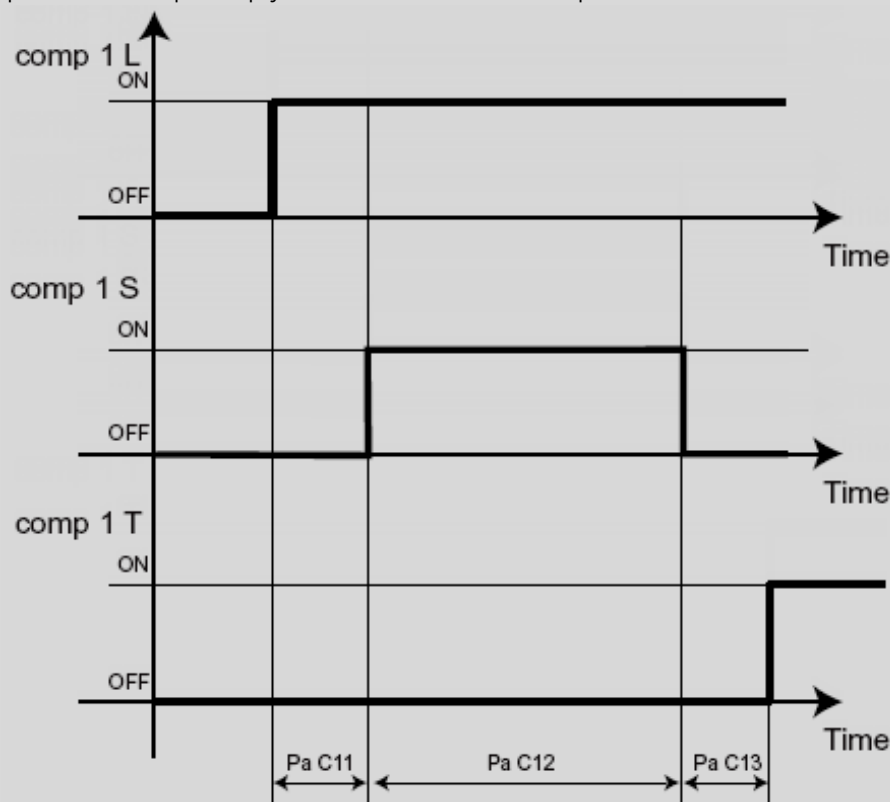 comp 1 L
ON
OFF
Time
comp 1 S
ON
OFF
Time
comp 1 T
ON
OFF
Time
Pa C11 Pa C12 Pa C13